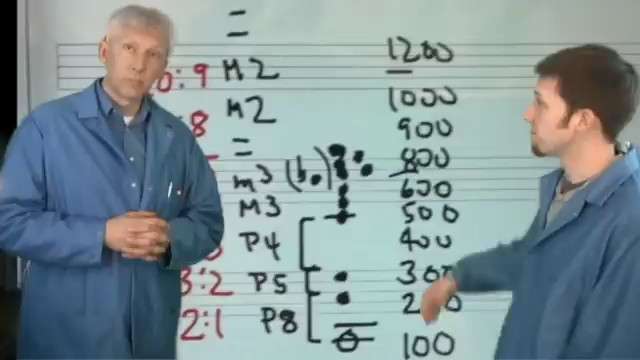 =
0:9 M2 1200
8 M2 1000
= 900
m3 (b.) 800
M3 600
500
P4 400
3:2 P5 300
2:1 P8 200
100